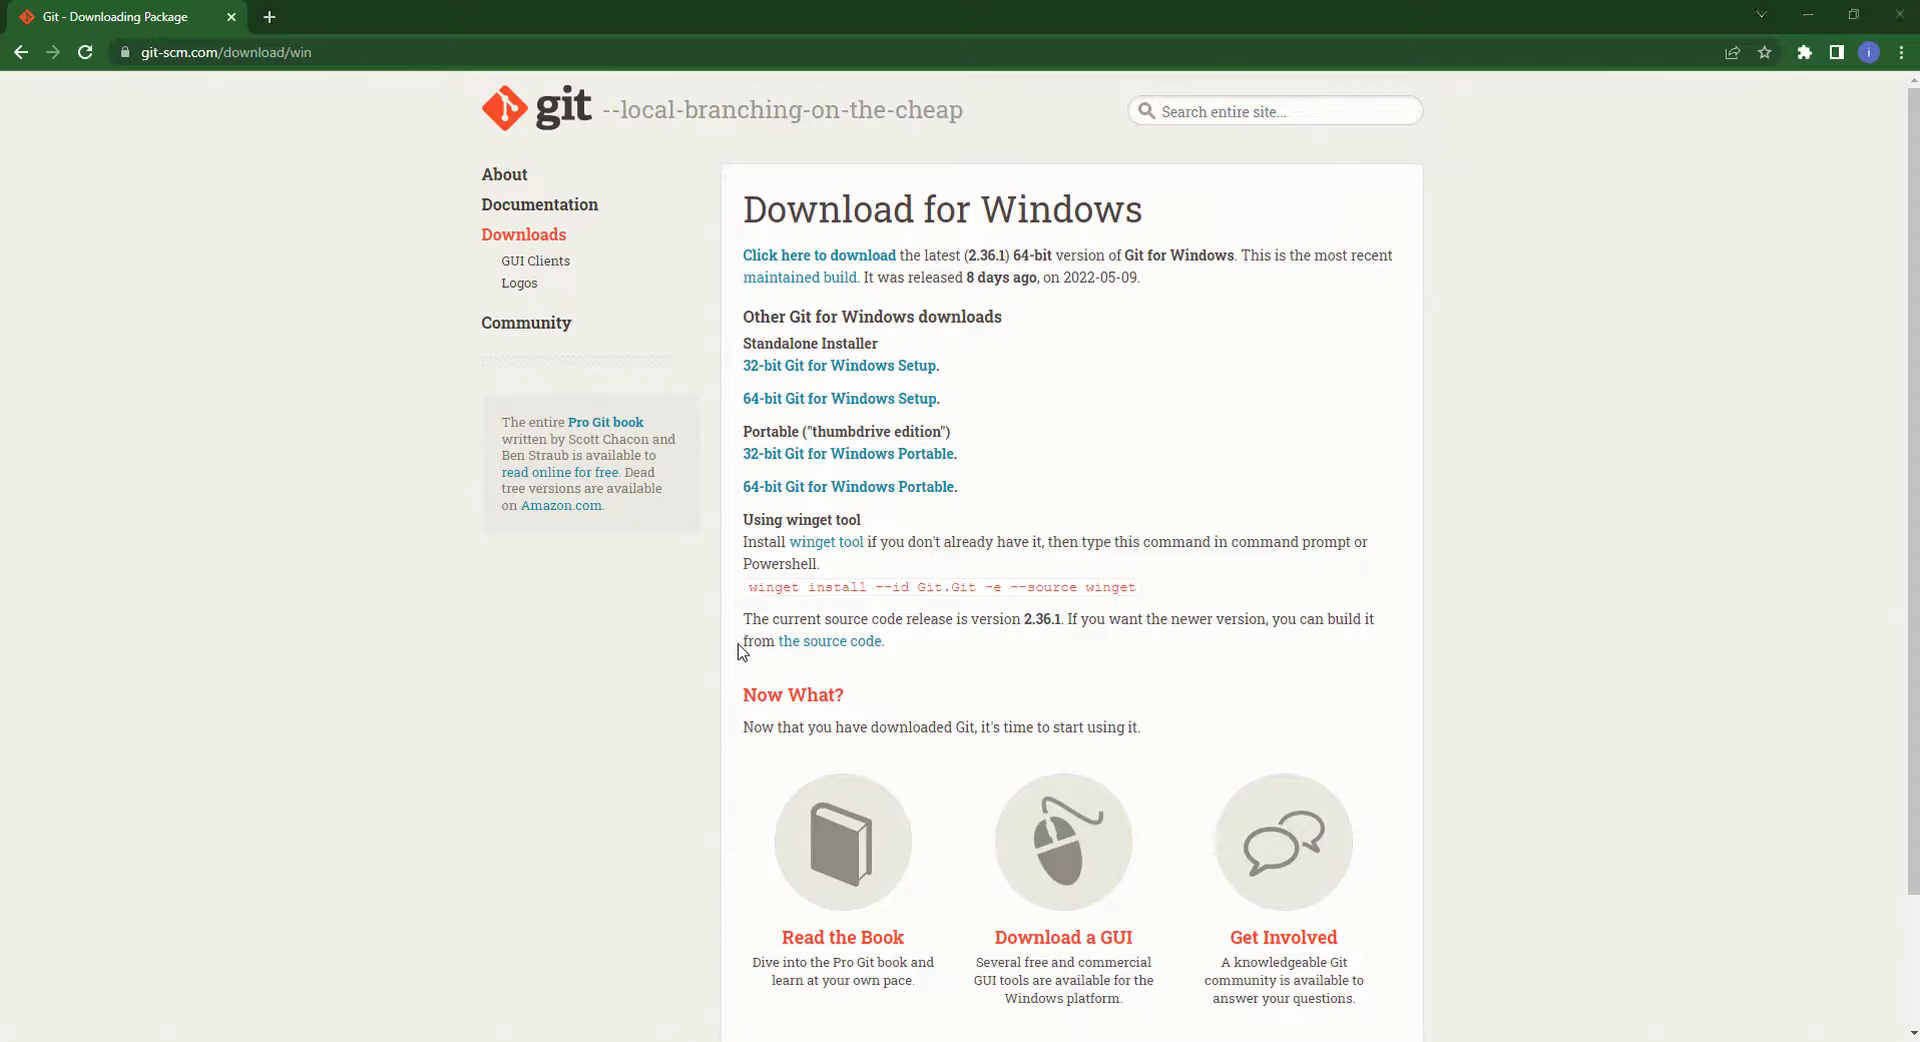 Git - Downloading Package
git-scm.com/download/win
i
git --local-branching-on-the-cheap
Search entire site...
About
Documentation
Downloads
GUI Clients
Logos
Community
The entire Pro Git book
written by Scott Chacon and
Ben Straub is available to
read online for free. Dead
tree versions are available
on Amazon.com.
Download for Windows
Click here to download the latest (2.36.1) 64-bit version of Git for Windows. This is the most recent
maintained build. It was released 8 days ago, on 2022-05-09.
Other Git for Windows downloads
Standalone Installer
32-bit Git for Windows Setup.
64-bit Git for Windows Setup.
Portable ("thumbdrive edition")
32-bit Git for Windows Portable.
64-bit Git for Windows Portable.
Using winget tool
Install winget tool if you don't already have it, then type this command in command prompt or
Powershell.
winget install --id Git.Git -e --source winget
The current source code release is version 2.36.1. If you want the newer version, you can build it
from the source code.
Now What?
Now that you have downloaded Git, it's time to start using it.
Read the Book
Dive into the Pro Git book and
learn at your own pace.
Download a GUI
Several free and commercial
GUI tools are available for the
Windows platform.
Get Involved
A knowledgeable Git
community is available to
answer your questions.